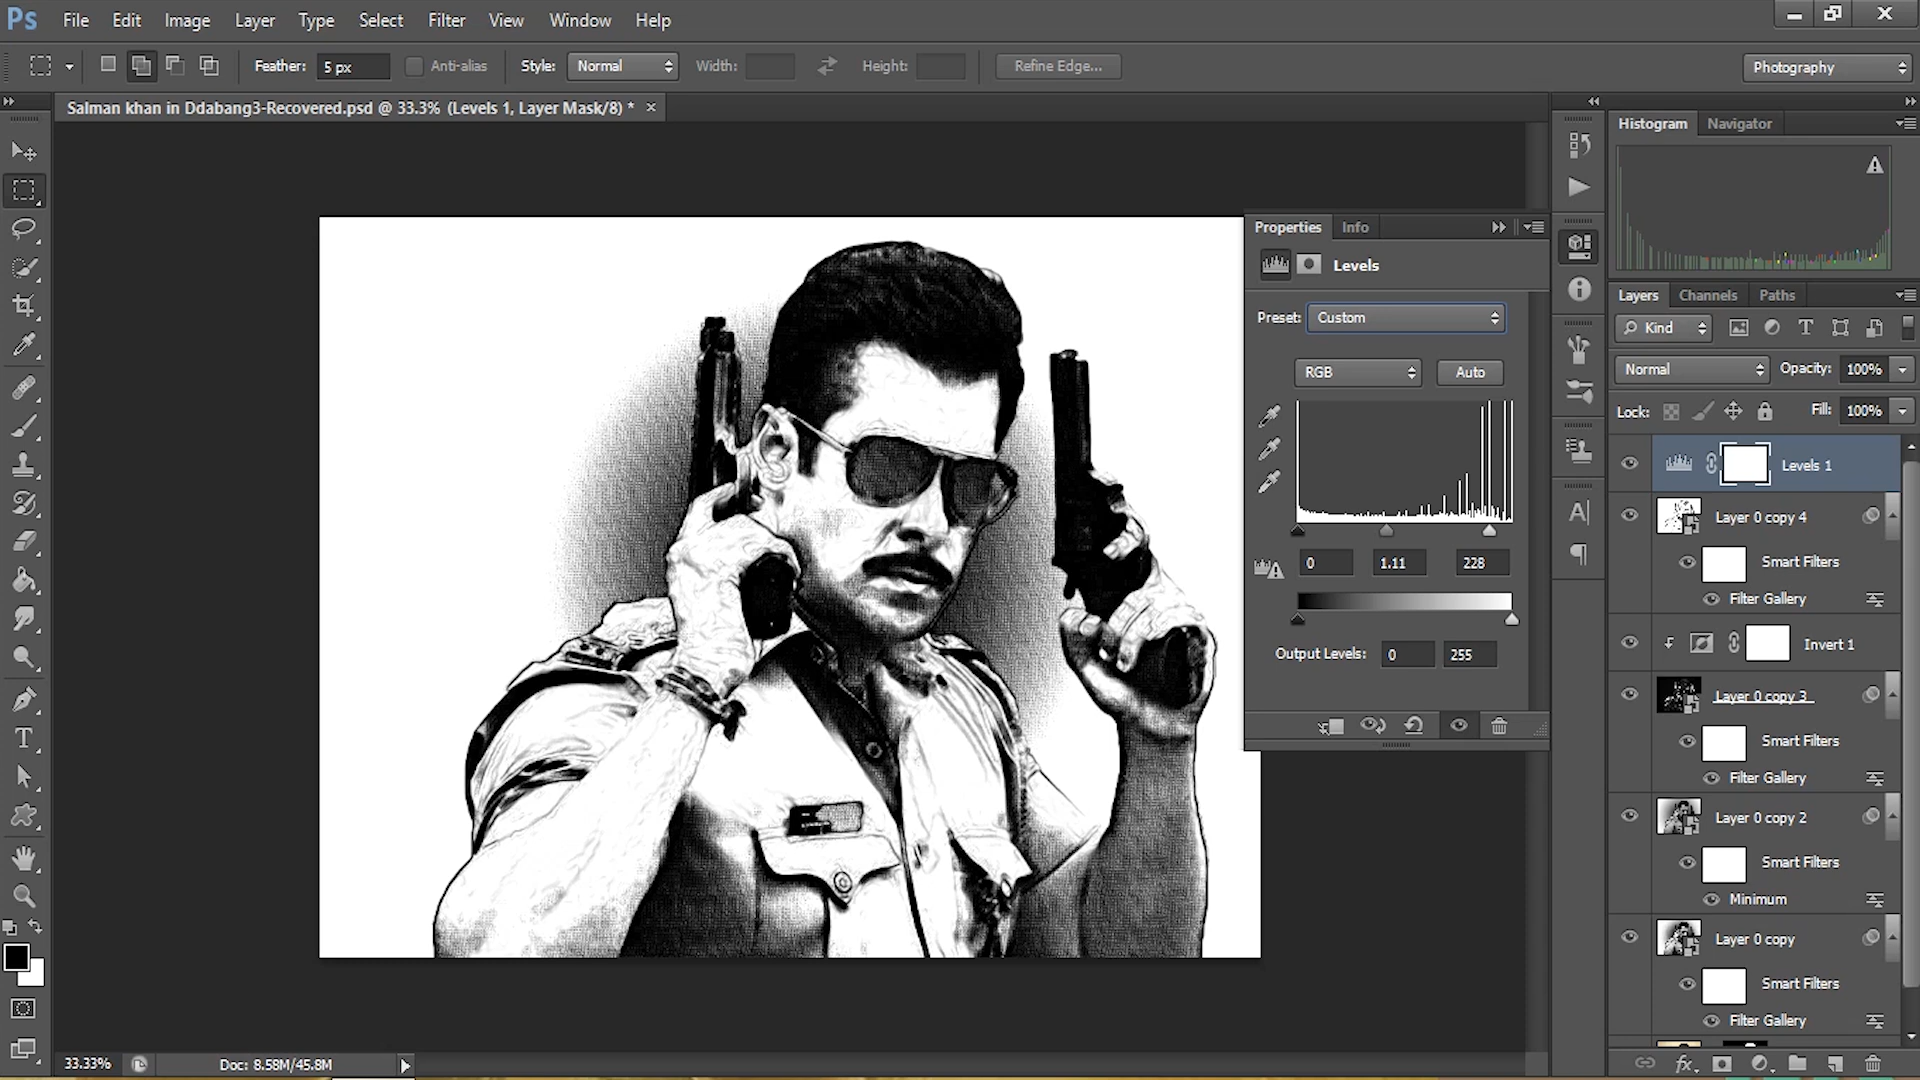 Ps File Edit Image Layer Type Select Filter View Window Help
Feather: 5 px Anti-alias Style: Normal Width: Height: Refine Edge... Photography
Salman khan in Ddabang3-Recovered.psd @ 33.3% (Levels 1, Layer Mask/8) * ×
Histogram Navigator
Properties Info
Levels
Preset: Custom
RGB Auto
0 1.11 228
Output Levels: 0 255
Layers Channels Paths
Kind
Normal Opacity: 100%
Lock: Fill: 100%
Levels 1
Layer 0 copy 4
Smart Filters
Filter Gallery
Invert 1
Layer 0 copy 3
Smart Filters
Filter Gallery
Layer 0 copy 2
Smart Filters
Minimum
Layer 0 copy
Smart Filters
Filter Gallery
33.33% Doc: 8.58M/45.8M